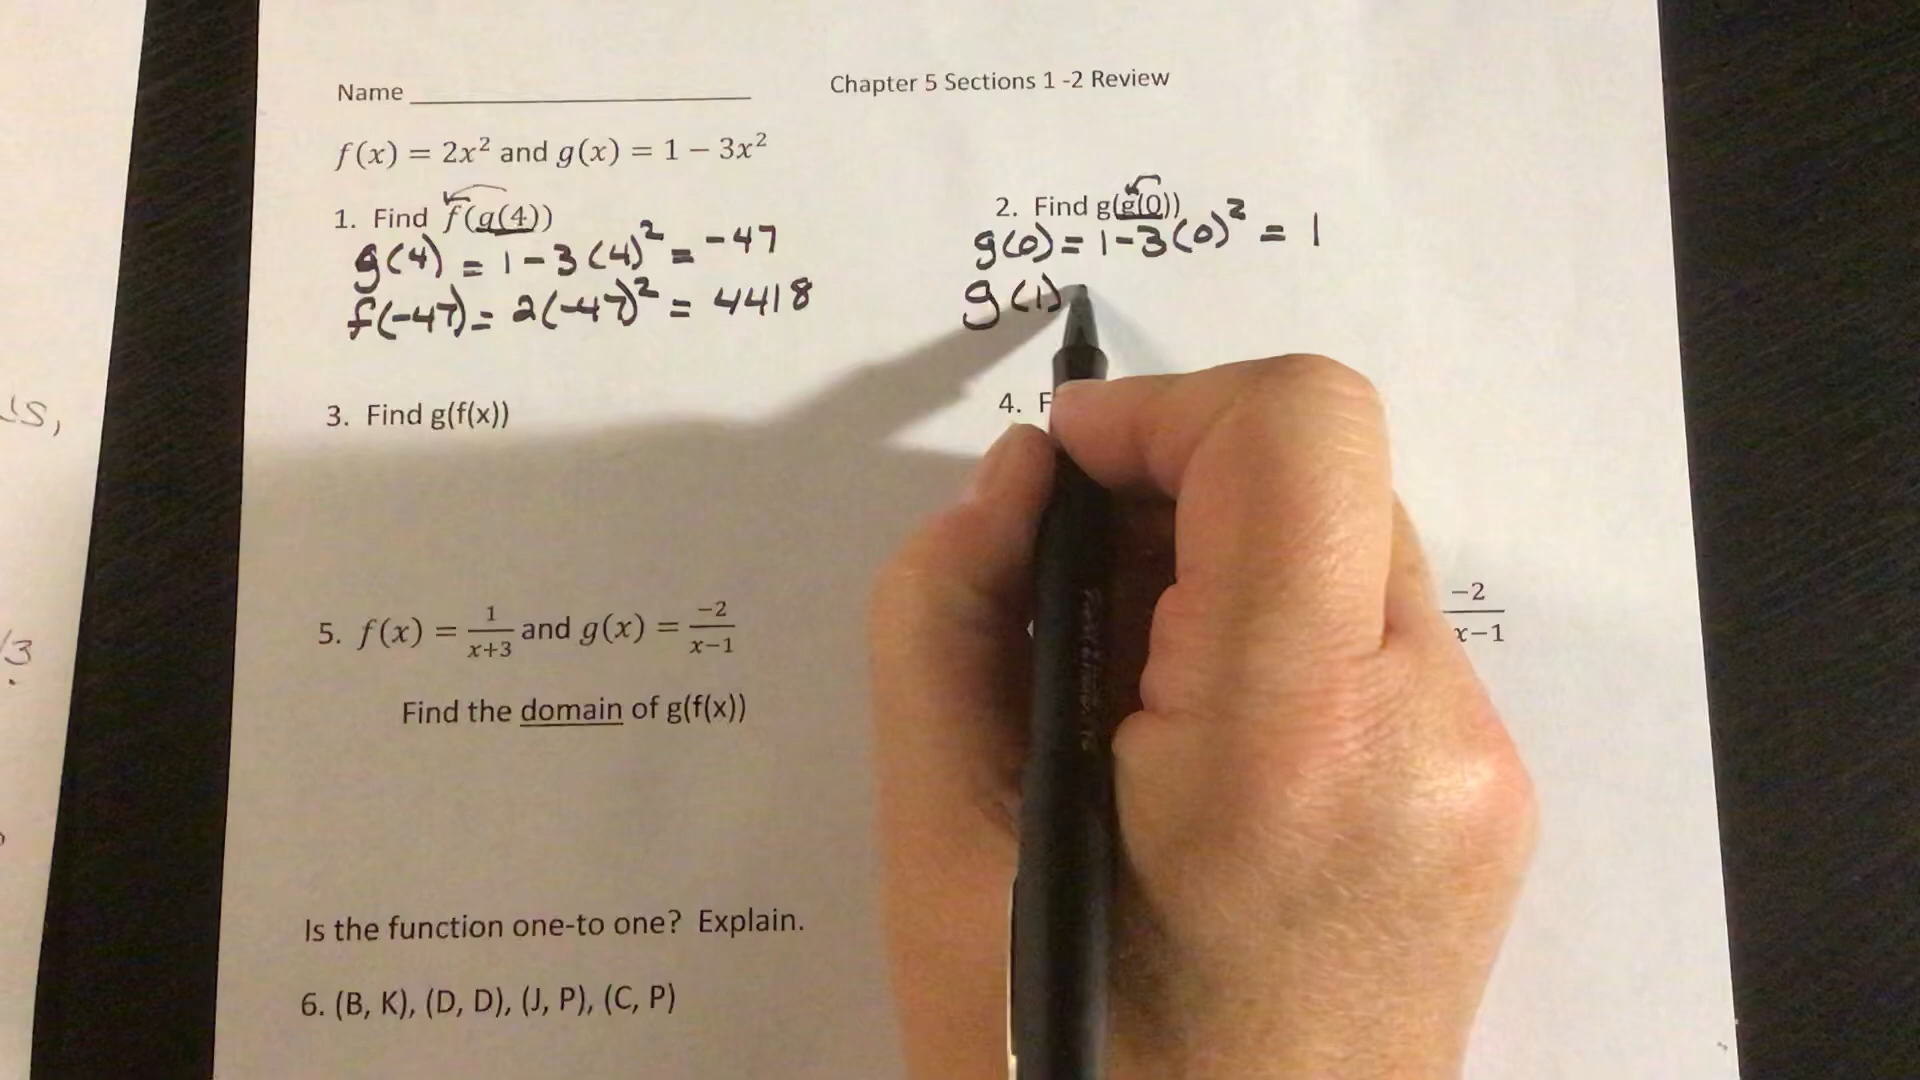 Name
Chapter 5 Sections 1 -2 Review
f(x) = 2x² and g(x) = 1 − 3x²
1. Find f(g(4))
g(4) = 1-3(4)² = -47
f(-47) = 2(-47)² = 4418
2. Find g(g(0))
g(0) = 1-3(0)² = 1
g(1)
3. Find g(f(x))
4.
5. f(x) = 1/(x+3) and g(x) = −2/(x−1)
−2/(x−1)
Find the domain of g(f(x))
Is the function one-to one? Explain.
6. (B, K), (D, D), (J, P), (C, P)